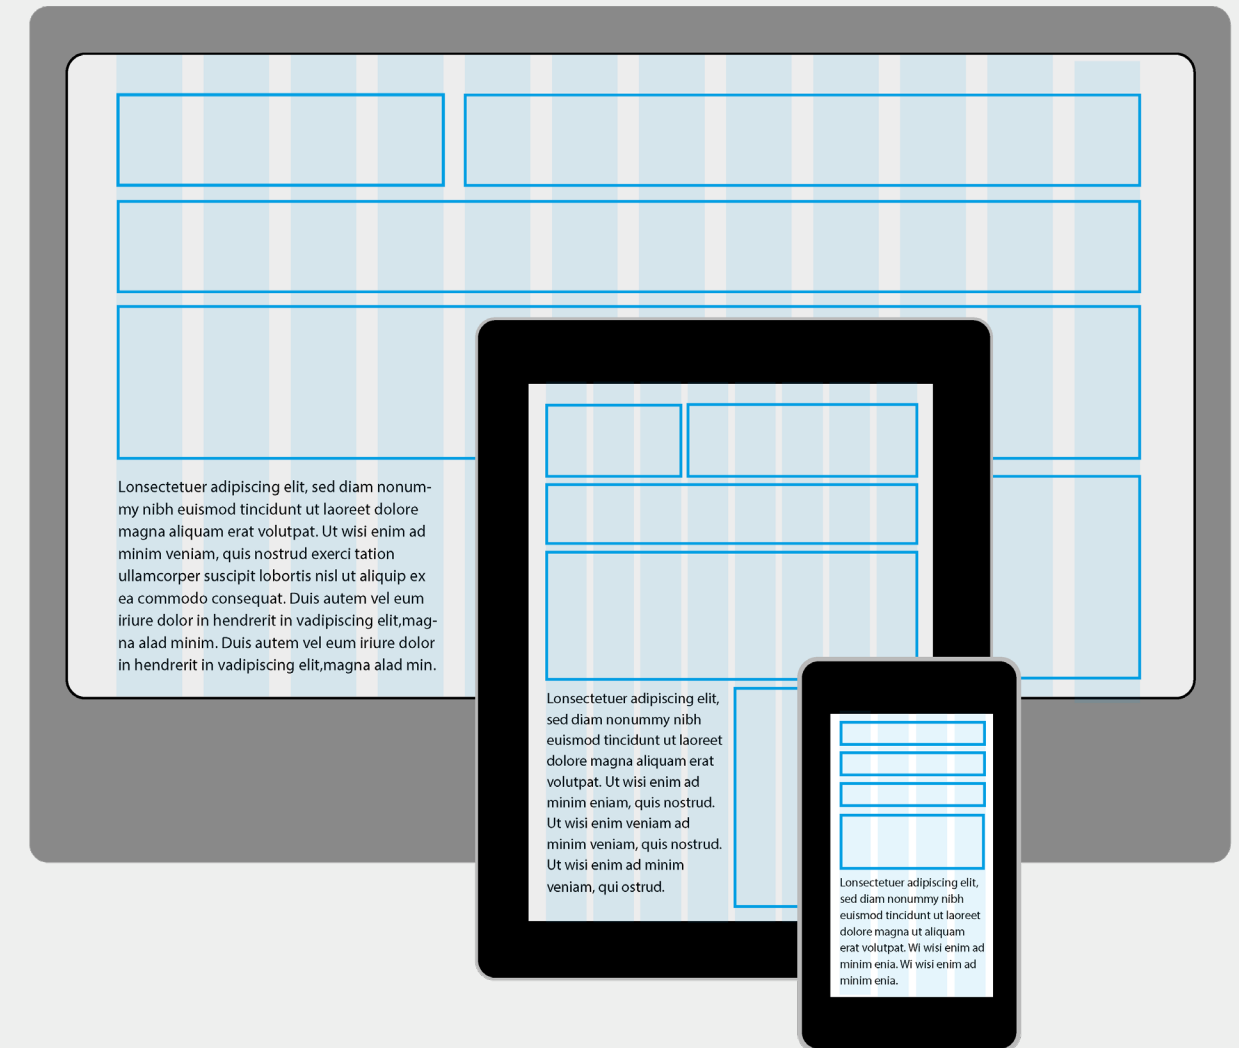 Lonsectetuer adipiscing elit, sed diam nonum-
my nibh euismod tincidunt ut laoreet dolore
magna aliquam erat volutpat. Ut wisi enim ad
minim veniam, quis nostrud exerci tation
ullamcorper suscipit lobortis nisl ut aliquip ex
ea commodo consequat. Duis autem vel eum
iriure dolor in hendrerit in vadipiscing elit,mag-
na alad minim. Duis autem vel eum iriure dolor
in hendrerit in vadipiscing elit,magna alad min.
Lonsectetuer adipiscing elit,
sed diam nonummy nibh
euismod tincidunt ut laoreet
dolore magna aliquam erat
volutpat. Ut wisi enim ad
minim eniam, quis nostrud.
Ut wisi enim veniam ad
minim veniam, quis nostrud.
Ut wisi enim ad minim
veniam, qui ostrud.
Lonsectetuer adipiscing elit,
sed diam nonummy nibh
euismod tincidunt ut laoreet
dolore magna ut aliquam
erat volutpat. Wi wisi enim ad
minim enia. Wi wisi enim ad
minim enia.